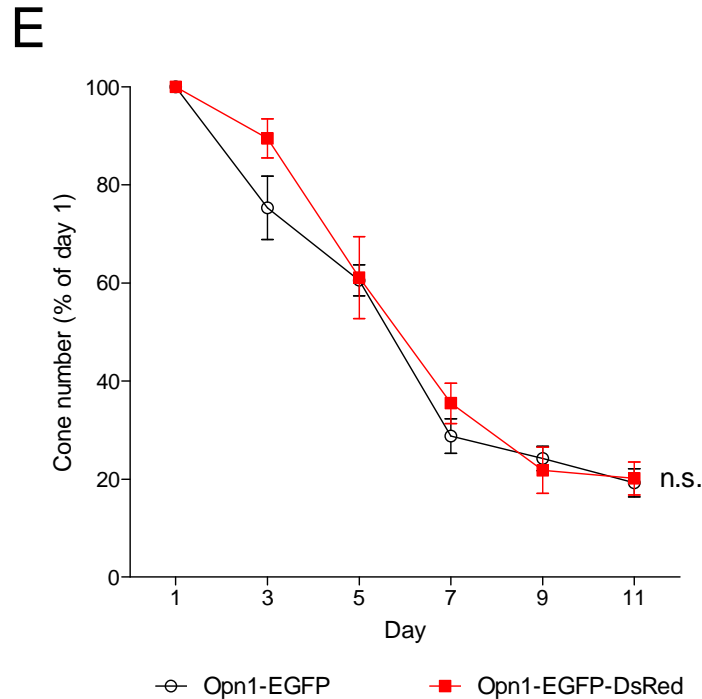 E
100
80
60
40
20
0
Cone number (% of day 1)
n.s.
1 3 5 7 9 11
Day
Opn1-EGFP Opn1-EGFP-DsRed